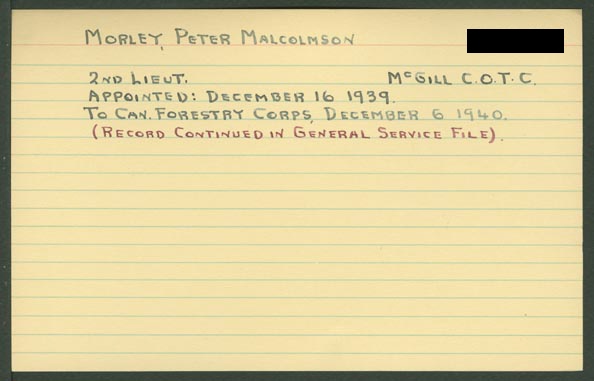 Morley, Peter Malcolmson
2nd Lieut. McGill C.O.T.C.
Appointed: December 16 1939.
To Can. Forestry Corps, December 6 1940.
(Record Continued in General Service File).